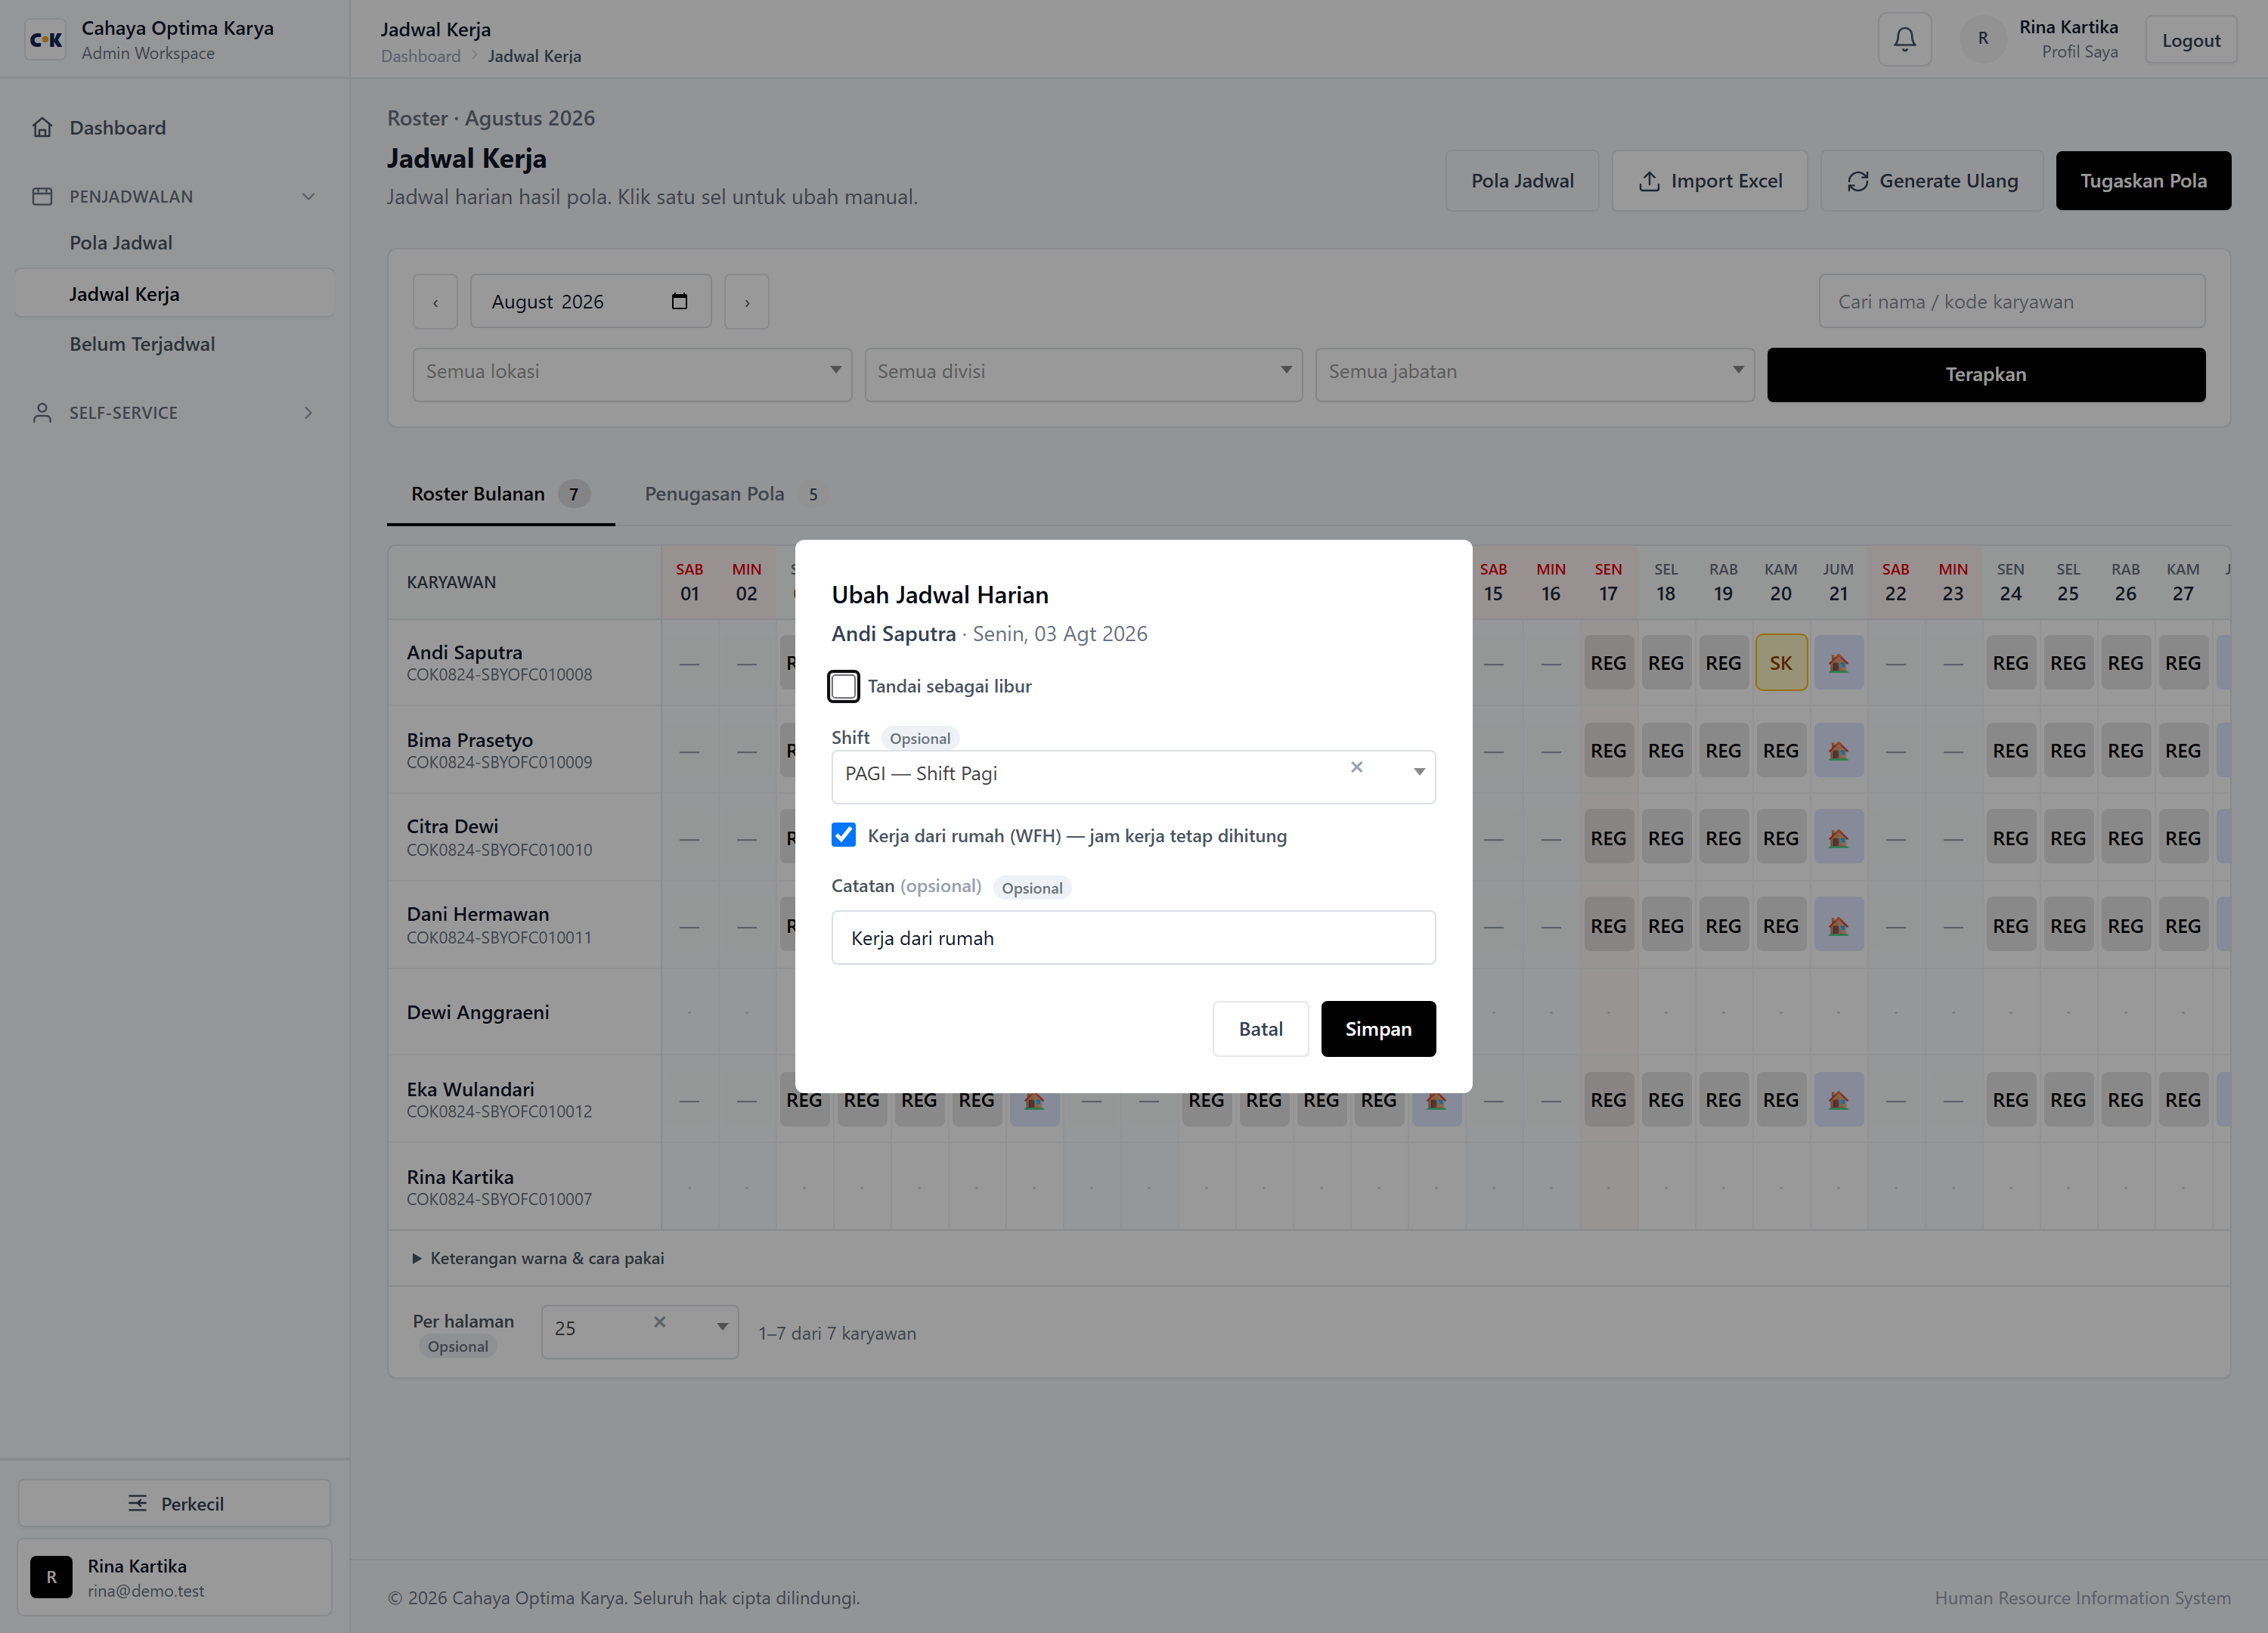 C•K
Cahaya Optima Karya
Admin Workspace
Dashboard
PENJADWALAN
Pola Jadwal
Jadwal Kerja
Belum Terjadwal
SELF-SERVICE
Perkecil
R
Rina Kartika
rina@demo.test
Jadwal Kerja
Dashboard › Jadwal Kerja
R
Rina Kartika
Profil Saya
Logout
Roster · Agustus 2026
Jadwal Kerja
Jadwal harian hasil pola. Klik satu sel untuk ubah manual.
Pola Jadwal
Import Excel
Generate Ulang
Tugaskan Pola
‹
August 2026
›
Cari nama / kode karyawan
Semua lokasi
Semua divisi
Semua jabatan
Terapkan
Roster Bulanan 7
Penugasan Pola 5
KARYAWAN
SAB MIN SAB MIN SEN SEL RAB KAM JUM SAB MIN SEN SEL RAB KAM
01 02 15 16 17 18 19 20 21 22 23 24 25 26 27
Andi Saputra
COK0824-SBYOFC010008
— — — — REG REG REG SK — — REG REG REG REG
Bima Prasetyo
COK0824-SBYOFC010009
— — — — REG REG REG REG — — REG REG REG REG
Citra Dewi
COK0824-SBYOFC010010
— — — — REG REG REG REG — — REG REG REG REG
Dani Hermawan
COK0824-SBYOFC010011
— — — — REG REG REG REG — — REG REG REG REG
Dewi Anggraeni
Eka Wulandari
COK0824-SBYOFC010012
— — REG REG REG REG — — REG REG REG REG — — REG REG REG REG — — REG REG REG REG
Rina Kartika
COK0824-SBYOFC010007
Keterangan warna & cara pakai
Per halaman
Opsional
25 ×
1–7 dari 7 karyawan
Ubah Jadwal Harian
Andi Saputra · Senin, 03 Agt 2026
Tandai sebagai libur
Shift Opsional
PAGI — Shift Pagi ×
Kerja dari rumah (WFH) — jam kerja tetap dihitung
Catatan (opsional) Opsional
Kerja dari rumah
Batal
Simpan
© 2026 Cahaya Optima Karya. Seluruh hak cipta dilindungi.
Human Resource Information System